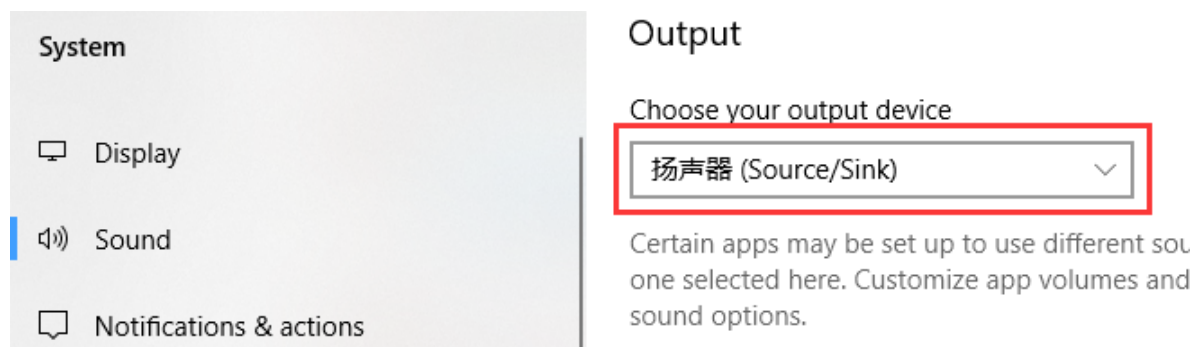 System
Display
Sound
Notifications & actions
Output
Choose your output device
扬声器 (Source/Sink)
Certain apps may be set up to use different sou
one selected here. Customize app volumes and
sound options.